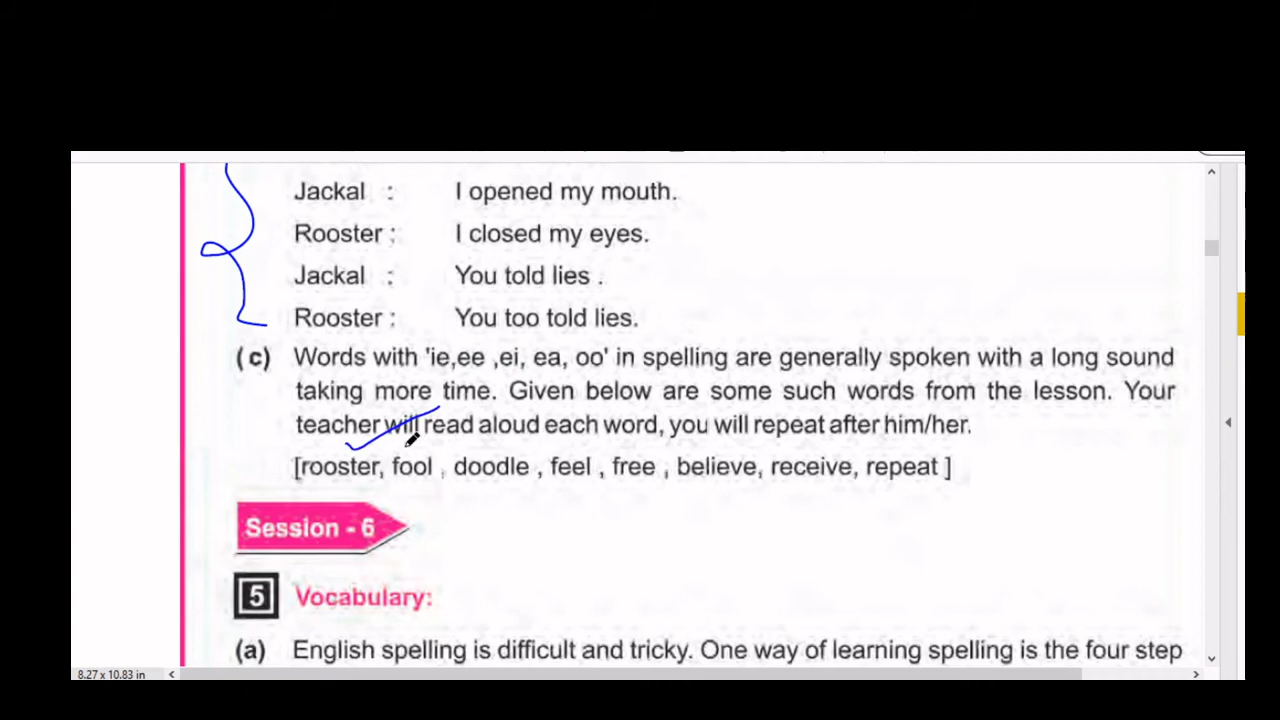 Jackal : I opened my mouth.
Rooster : I closed my eyes.
Jackal : You told lies .
Rooster : You too told lies.
(c) Words with 'ie,ee ,ei, ea, oo' in spelling are generally spoken with a long sound
taking more time. Given below are some such words from the lesson. Your
teacher will read aloud each word, you will repeat after him/her.
[rooster, fool , doodle , feel , free , believe, receive, repeat ]
Session - 6
5 Vocabulary:
(a) English spelling is difficult and tricky. One way of learning spelling is the four step
8.27 x 10.83 in